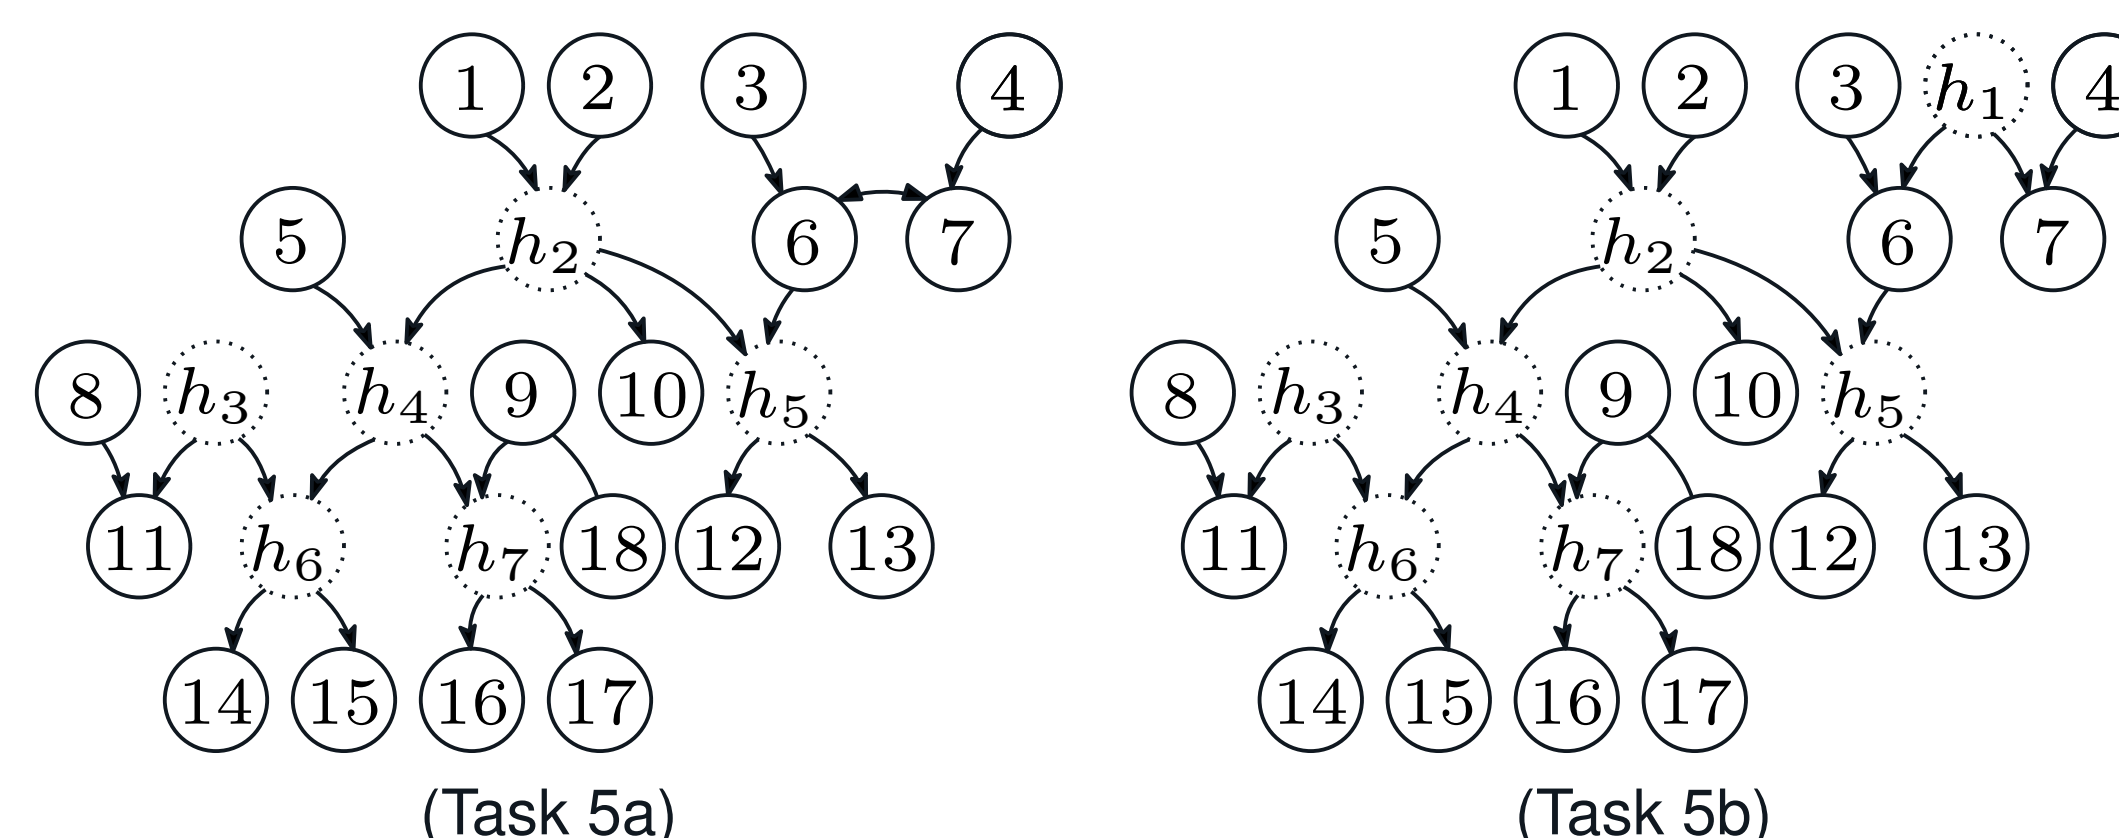 1 2 3 4 1 2 3 h₁ 4
5 h₂ 6 7 5 h₂ 6 7
8 h₃ h₄ 9 10 h₅ 8 h₃ h₄ 9 10 h₅
11 h₆ h₇ 18 12 13 11 h₆ h₇ 18 12 13
14 15 16 17 14 15 16 17
(Task 5a) (Task 5b)